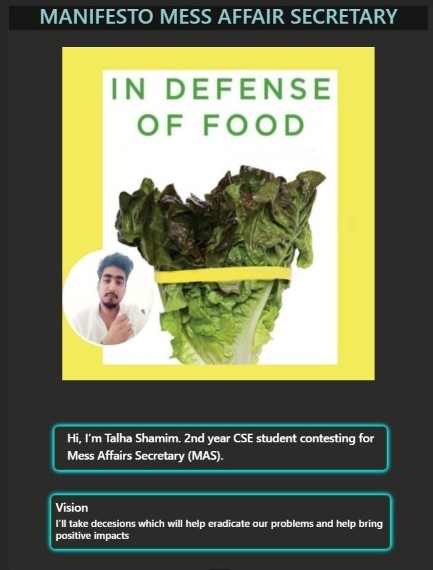 MANIFESTO MESS AFFAIR SECRETARY
IN DEFENSE
OF FOOD
Hi, I'm Talha Shamim. 2nd year CSE student contesting for
Mess Affairs Secretary (MAS).
Vision
I'll take decesions which will help eradicate our problems and help bring
positive impacts